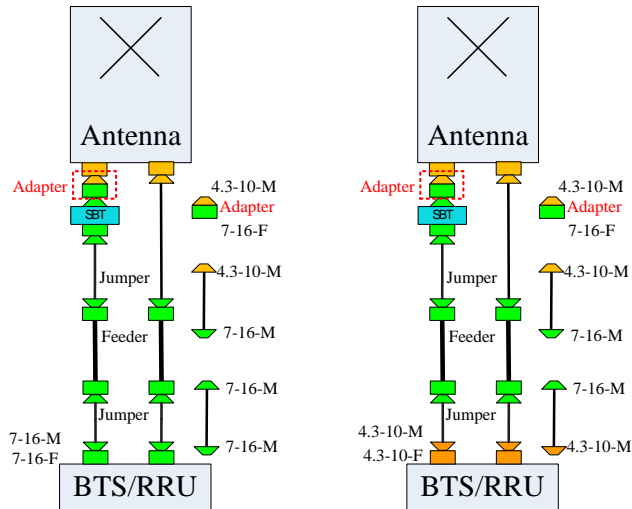 Antenna
Adapter
SBT
4.3-10-M
Adapter
7-16-F
Jumper
4.3-10-M
Feeder
7-16-M
7-16-M
Jumper
7-16-M
7-16-F
7-16-M
BTS/RRU
Antenna
Adapter
SBT
4.3-10-M
Adapter
7-16-F
Jumper
4.3-10-M
Feeder
7-16-M
7-16-M
Jumper
4.3-10-M
4.3-10-F
4.3-10-M
BTS/RRU